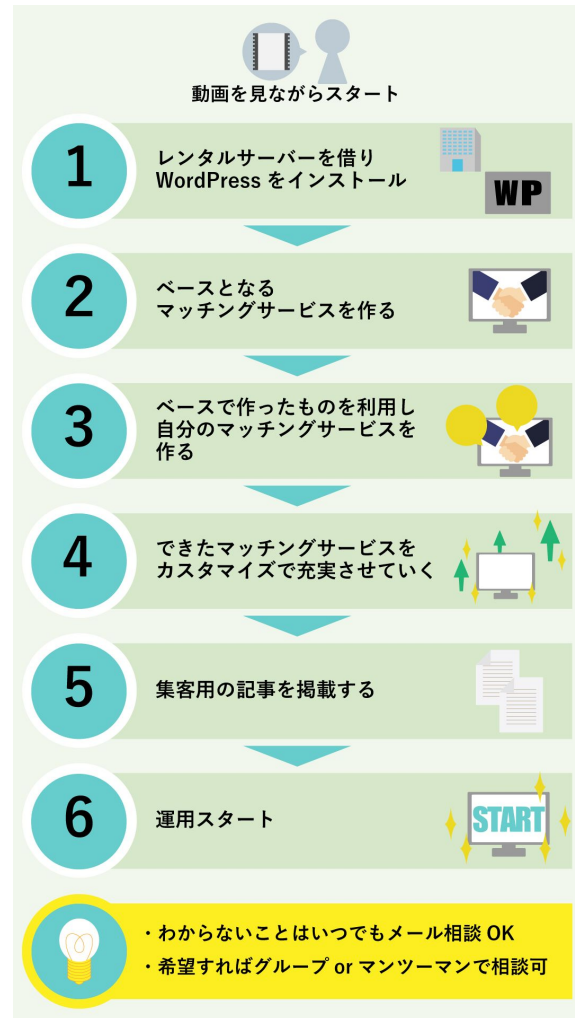 動画を見ながらスタート
1
レンタルサーバーを借り
WordPress をインストール
WP
2
ベースとなる
マッチングサービスを作る
3
ベースで作ったものを利用し
自分のマッチングサービスを
作る
4
できたマッチングサービスを
カスタマイズで充実させていく
5
集客用の記事を掲載する
6
運用スタート
START
・わからないことはいつでもメール相談 OK
・希望すればグループ or マンツーマンで相談可